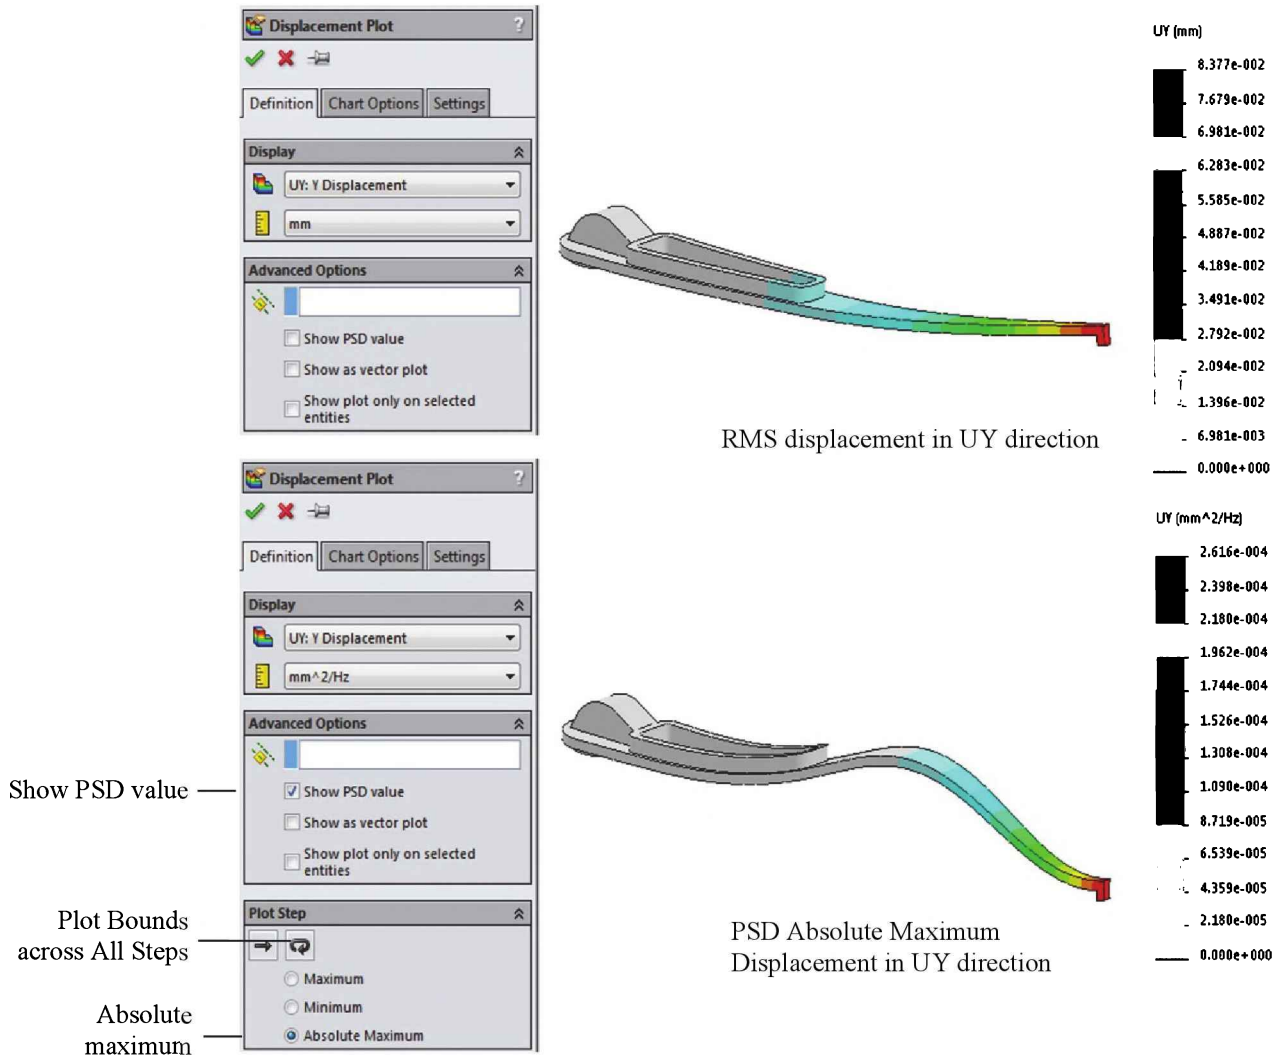 Displacement Plot
?
Definition
Chart Options
Settings
Display
UY: Y Displacement
mm
Advanced Options
Show PSD value
Show as vector plot
Show plot only on selected
entities
UY (mm)
8.377e-002
7.679e-002
6.981e-002
6.283e-002
5.585e-002
4.887e-002
4.189e-002
3.491e-002
2.792e-002
2.094e-002
1.396e-002
6.981e-003
0.000e+000
RMS displacement in UY direction
Displacement Plot
?
Definition
Chart Options
Settings
Display
UY: Y Displacement
mm^2/Hz
Advanced Options
Show PSD value
Show as vector plot
Show plot only on selected
entities
Plot Step
Maximum
Minimum
Absolute Maximum
Show PSD value
Plot Bounds
across All Steps
Absolute
maximum
UY (mm^2/Hz)
2.616e-004
2.398e-004
2.180e-004
1.962e-004
1.744e-004
1.526e-004
1.308e-004
1.090e-004
8.719e-005
6.539e-005
4.359e-005
2.180e-005
0.000e+000
PSD Absolute Maximum
Displacement in UY direction